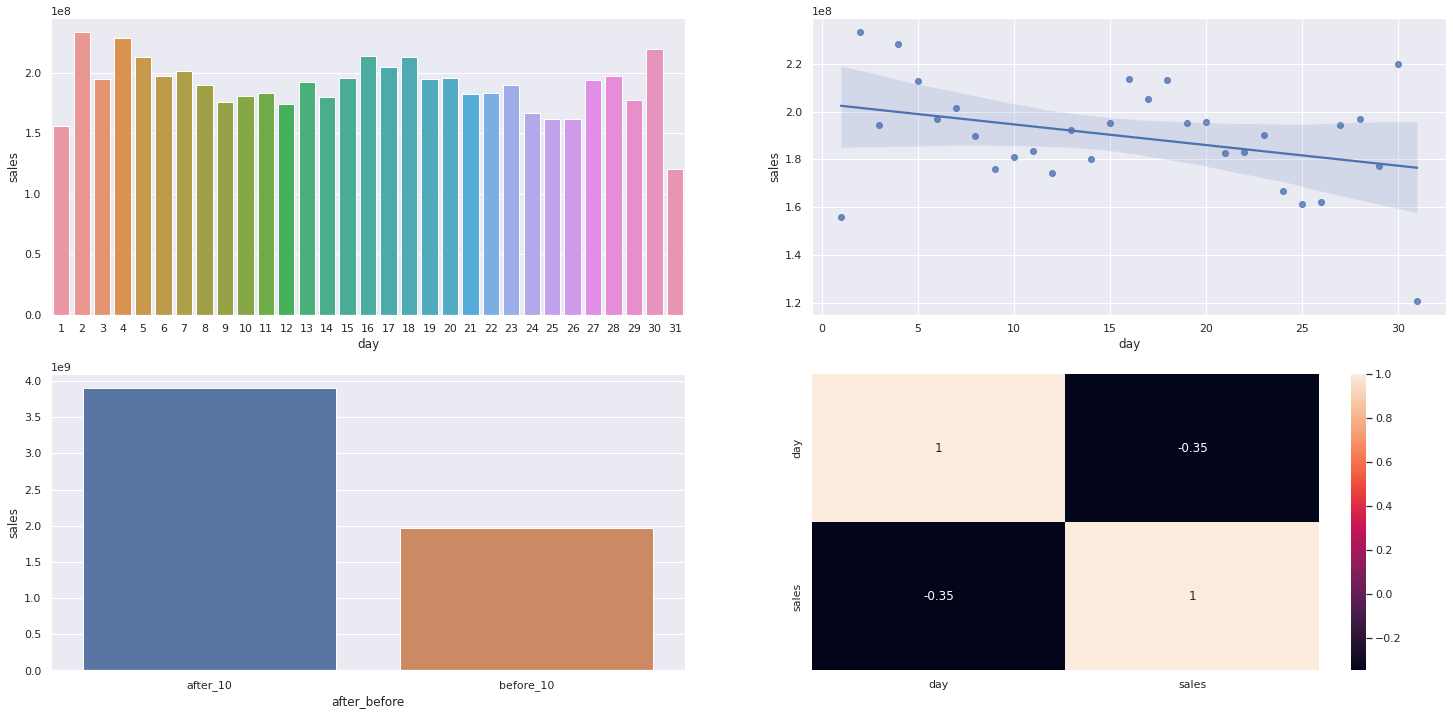 1e8
sales
2.0
1.5
1.0
0.5
0.0
1 2 3 4 5 6 7 8 9 10 11 12 13 14 15 16 17 18 19 20 21 22 23 24 25 26 27 28 29 30 31
day
1e8
sales
2.2
2.0
1.8
1.6
1.4
1.2
0 5 10 15 20 25 30
day
1e9
sales
4.0
3.5
3.0
2.5
2.0
1.5
1.0
0.5
0.0
after_10 before_10
after_before
day
sales
1 -0.35
-0.35 1
day sales
1.0
0.8
0.6
0.4
0.2
0.0
−0.2